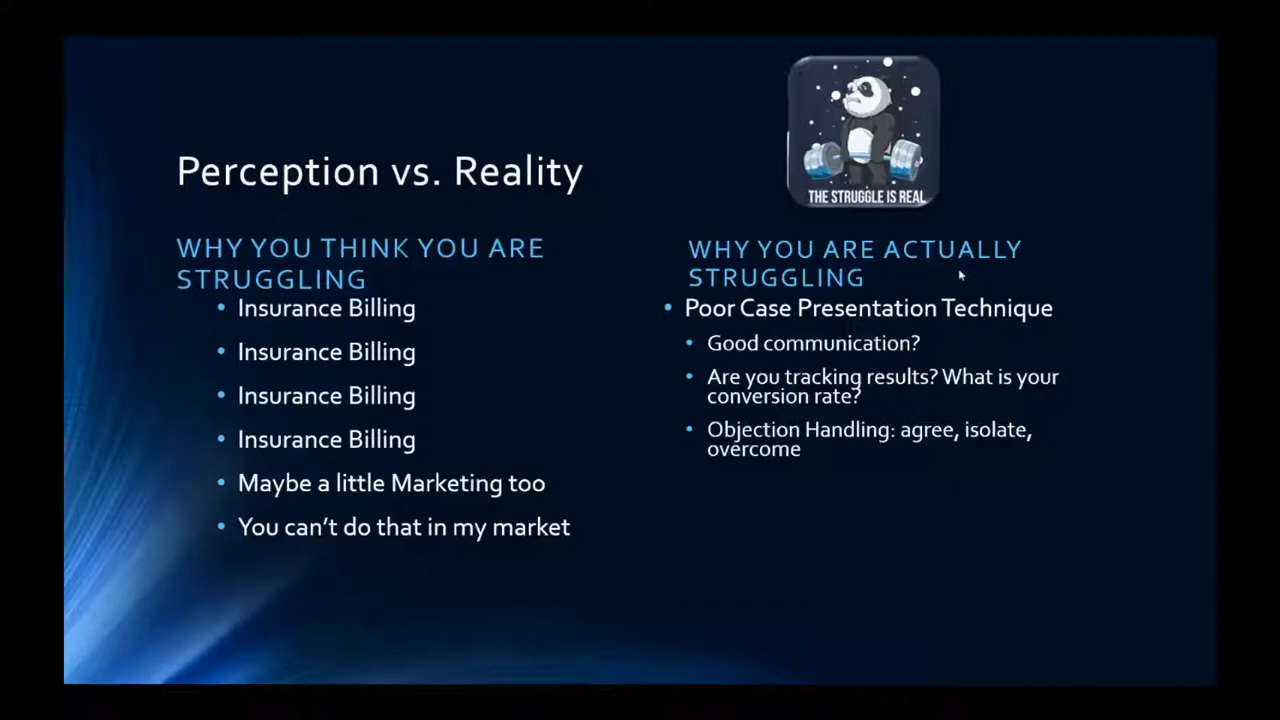 THE STRUGGLE IS REAL
Perception vs. Reality
WHY YOU THINK YOU ARE
STRUGGLING
• Insurance Billing
• Insurance Billing
• Insurance Billing
• Insurance Billing
• Maybe a little Marketing too
• You can't do that in my market
WHY YOU ARE ACTUALLY
STRUGGLING
• Poor Case Presentation Technique
• Good communication?
• Are you tracking results? What is your
conversion rate?
• Objection Handling: agree, isolate,
overcome